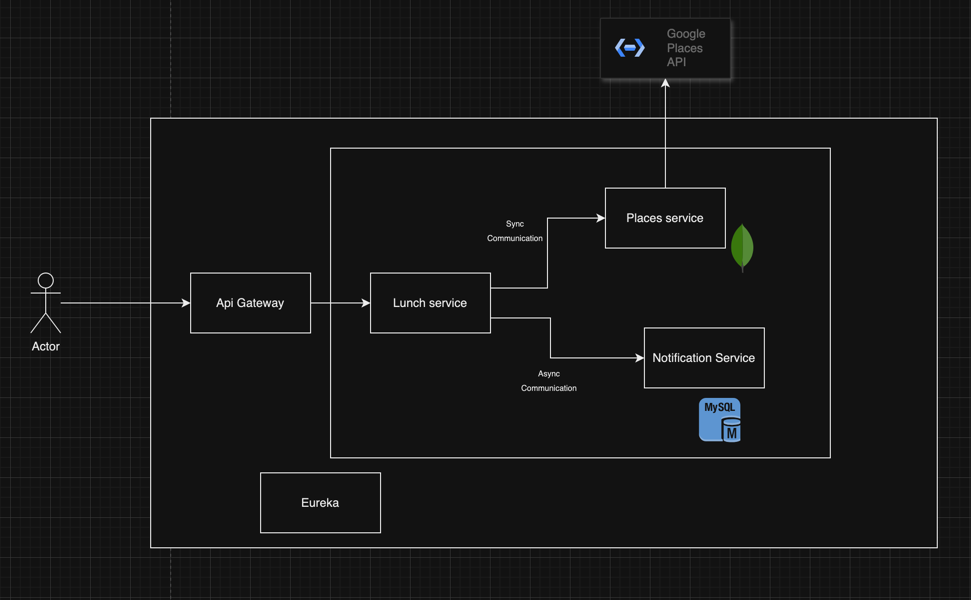 Google
Places
API
Places service
Sync
Communication
Api Gateway
Lunch service
Actor
Notification Service
Async
Communication
MySQL
M
Eureka